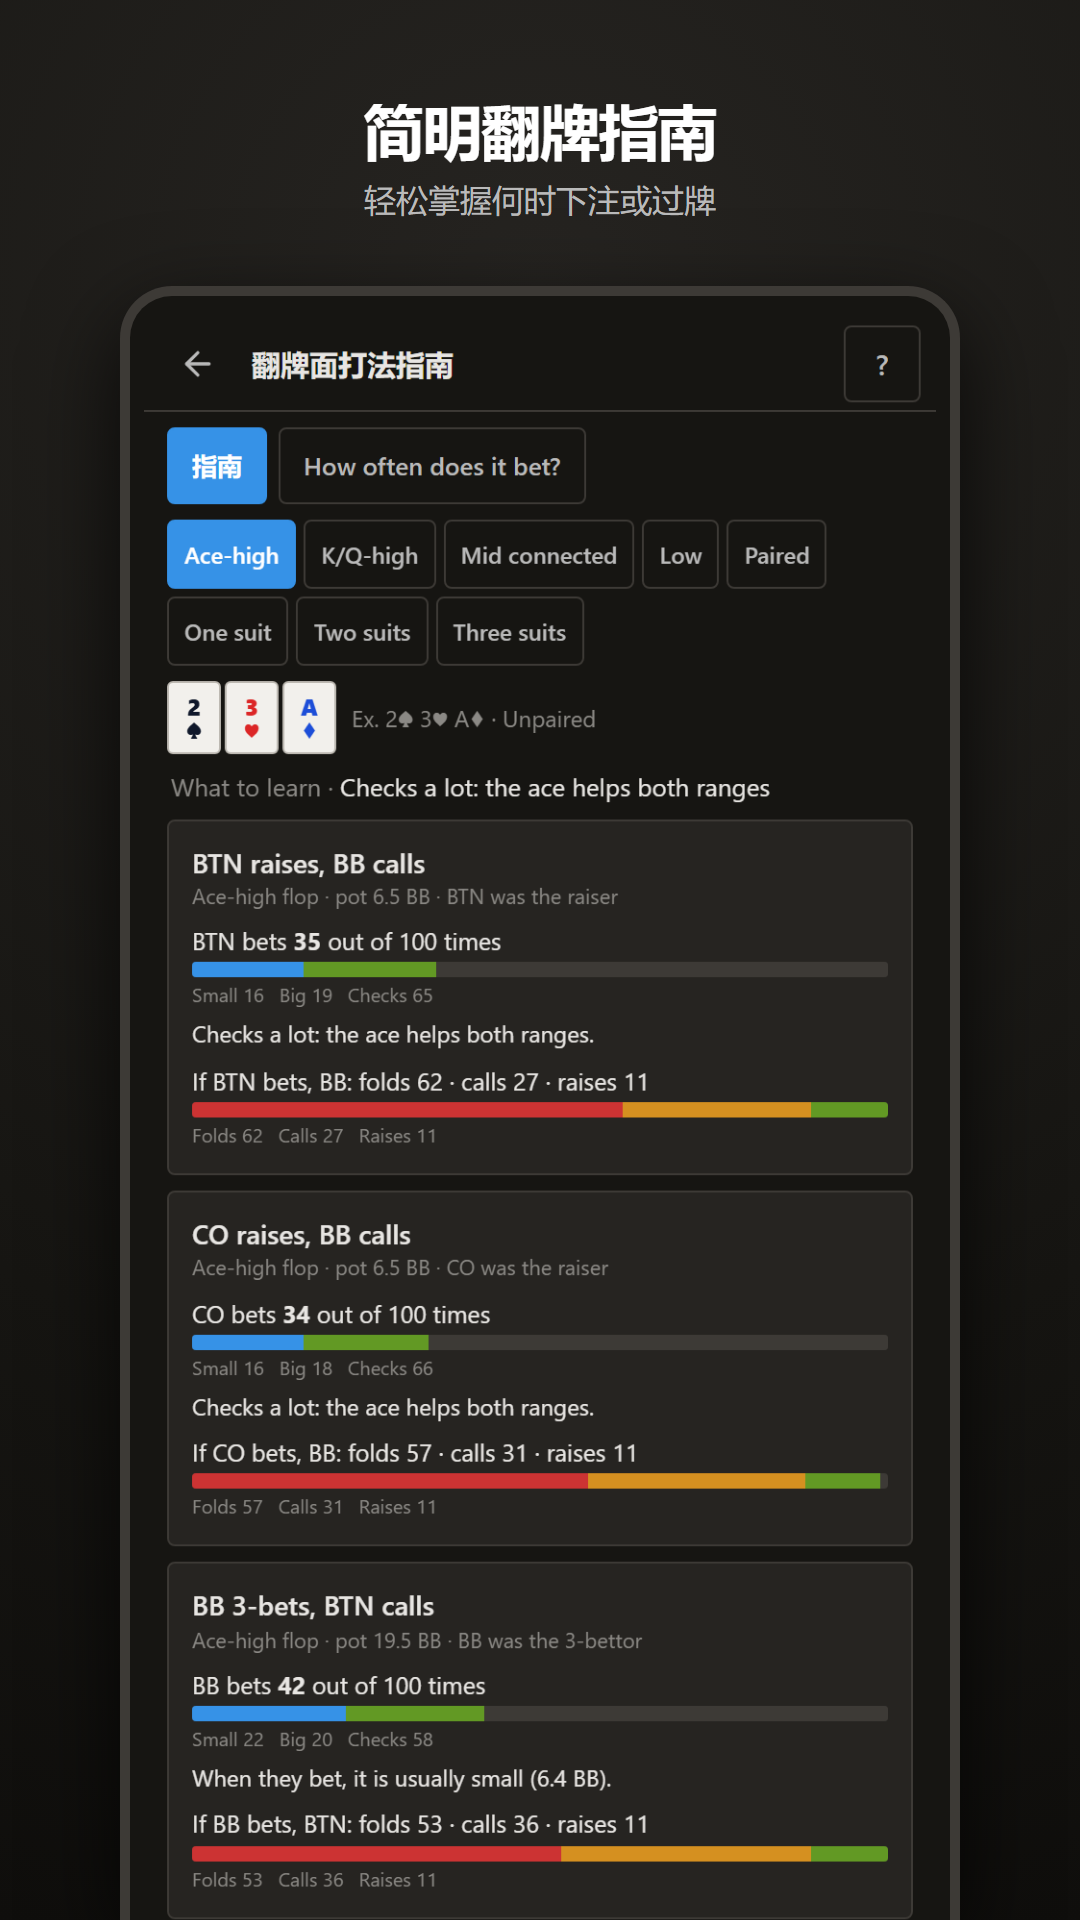 简明翻牌指南
轻松掌握何时下注或过牌
← 翻牌面打法指南 ?
指南 How often does it bet?
Ace-high K/Q-high Mid connected Low Paired
One suit Two suits Three suits
2♠ 3♥ A♦ Ex. 2♠ 3♥ A♦ · Unpaired
What to learn · Checks a lot: the ace helps both ranges
BTN raises, BB calls
Ace-high flop · pot 6.5 BB · BTN was the raiser
BTN bets 35 out of 100 times
Small 16 Big 19 Checks 65
Checks a lot: the ace helps both ranges.
If BTN bets, BB: folds 62 · calls 27 · raises 11
Folds 62 Calls 27 Raises 11
CO raises, BB calls
Ace-high flop · pot 6.5 BB · CO was the raiser
CO bets 34 out of 100 times
Small 16 Big 18 Checks 66
Checks a lot: the ace helps both ranges.
If CO bets, BB: folds 57 · calls 31 · raises 11
Folds 57 Calls 31 Raises 11
BB 3-bets, BTN calls
Ace-high flop · pot 19.5 BB · BB was the 3-bettor
BB bets 42 out of 100 times
Small 22 Big 20 Checks 58
When they bet, it is usually small (6.4 BB).
If BB bets, BTN: folds 53 · calls 36 · raises 11
Folds 53 Calls 36 Raises 11